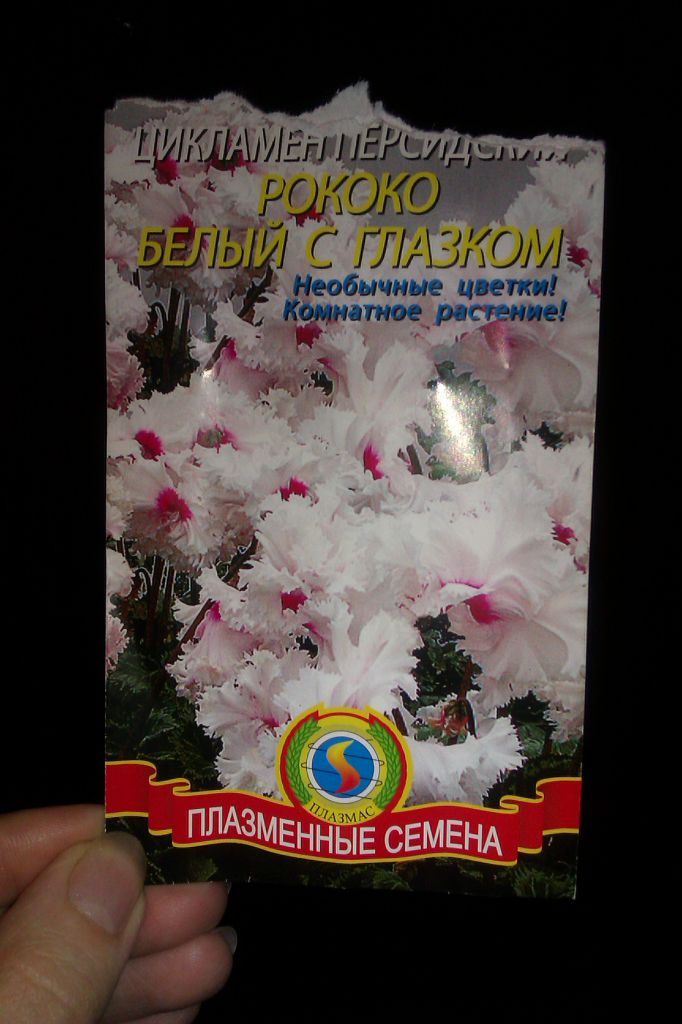 ЦИКЛАМЕН ПЕРСИДСКИЙ
РОКОКО
БЕЛЫЙ С ГЛАЗКОМ
Необычные цветки!
Комнатное растение!
ПЛАЗМАС
ПЛАЗМЕННЫЕ СЕМЕНА